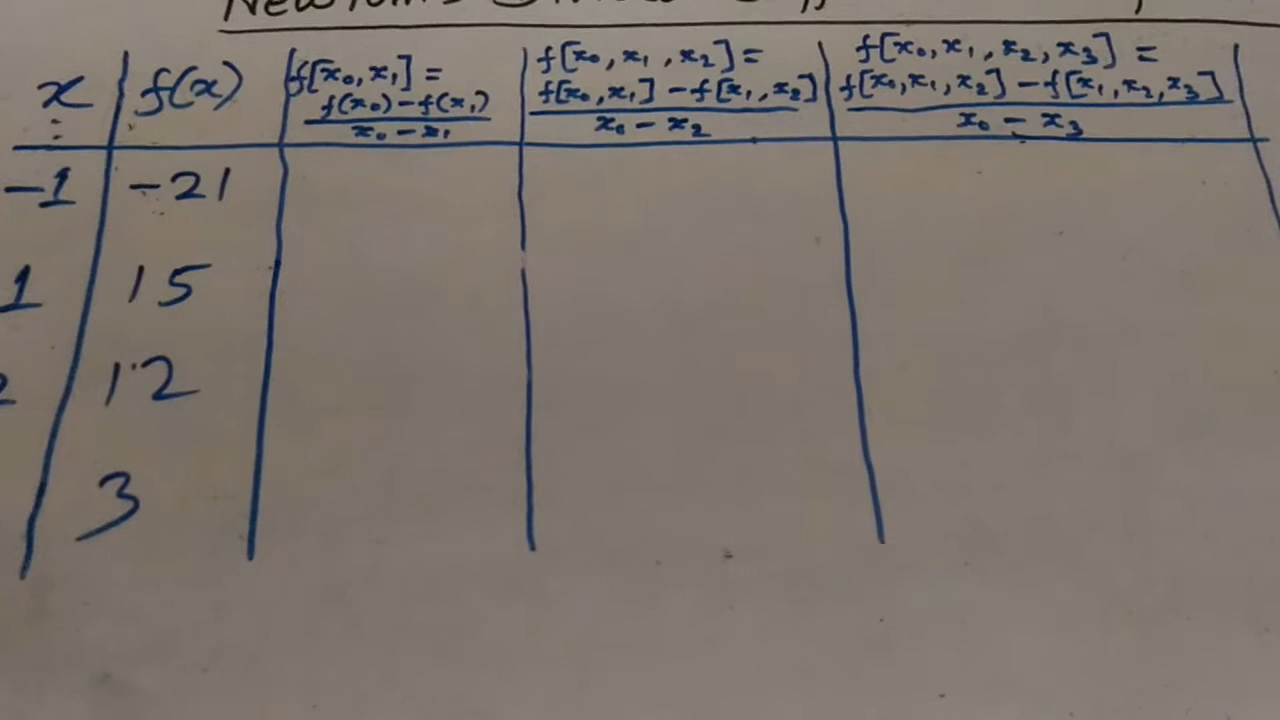 x f(x) f[x₀, x₁] = f(x₀) - f(x₁) / x₀ - x₁ f[x₀, x₁, x₂] = f[x₀, x₁] - f[x₁, x₂] / x₀ - x₂ f[x₀, x₁, x₂, x₃] = f[x₀, x₁, x₂] - f[x₁, x₂, x₃] / x₀ - x₃
-1 -21
1 15
12
3